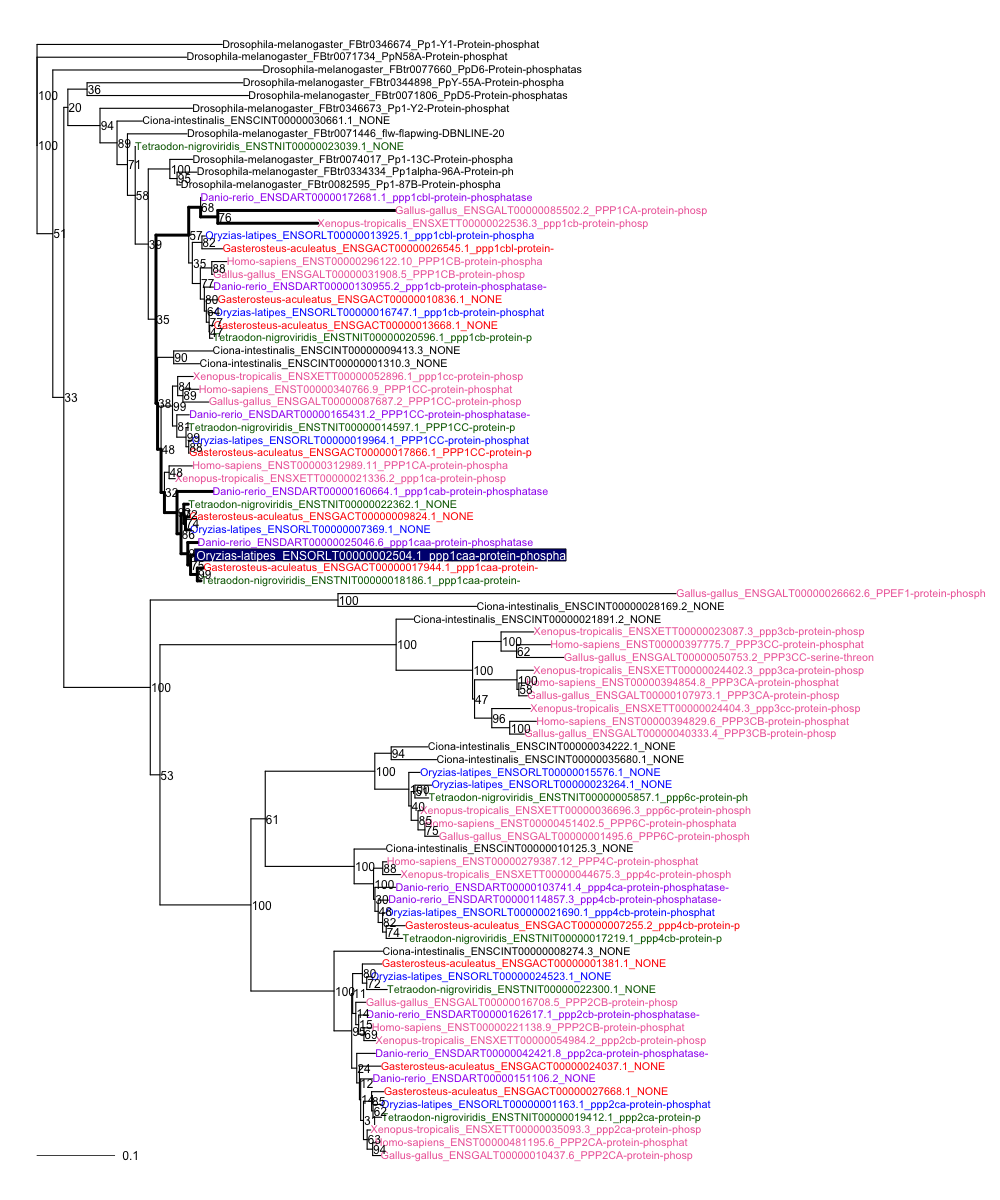 Drosophila-melanogaster_FBtr0346674_Pp1-Y1-Protein-phosphat
Drosophila-melanogaster_FBtr0071734_PpN58A-Protein-phosphat
Drosophila-melanogaster_FBtr0077660_PpD6-Protein-phosphatas
Drosophila-melanogaster_FBtr0344898_PpY-55A-Protein-phospha
36
Drosophila-melanogaster_FBtr0071806_PpD5-Protein-phosphatas
100
20
Drosophila-melanogaster_FBtr0346673_Pp1-Y2-Protein-phosphat
Ciona-intestinalis_ENSCINT00000030661.1_NONE
94
Drosophila-melanogaster_FBtr0071446_flw-flapwing-DBNLINE-20
89
100
Tetraodon-nigroviridis_ENSTNIT00000023039.1_NONE
Drosophila-melanogaster_FBtr0074017_Pp1-13C-Protein-phospha
71
100
Drosophila-melanogaster_FBtr0334334_Pp1alpha-96A-Protein-ph
95
Drosophila-melanogaster_FBtr0082595_Pp1-87B-Protein-phospha
58
Danio-rerio_ENSDART00000172681.1_ppp1cbl-protein-phosphatase
68
Gallus-gallus_ENSGALT00000085502.2_PPP1CA-protein-phosp
76
Xenopus-tropicalis_ENSXETT00000022536.3_ppp1cb-protein-phosp
51
57
Oryzias-latipes_ENSORLT00000013925.1_ppp1cbl-protein-phospha
39
82
Gasterosteus-aculeatus_ENSGACT00000026545.1_ppp1cbl-protein-
35
Homo-sapiens_ENST00000296122.10_PPP1CB-protein-phospha
88
Gallus-gallus_ENSGALT00000031908.5_PPP1CB-protein-phosp
77
Danio-rerio_ENSDART00000130955.2_ppp1cb-protein-phosphatase-
80
Gasterosteus-aculeatus_ENSGACT00000010836.1_NONE
64
Oryzias-latipes_ENSORLT00000016747.1_ppp1cb-protein-phosphat
35
77
Gasterosteus-aculeatus_ENSGACT00000013668.1_NONE
47
Tetraodon-nigroviridis_ENSTNIT00000020596.1_ppp1cb-protein-p
Ciona-intestinalis_ENSCINT00000009413.3_NONE
90
Ciona-intestinalis_ENSCINT00000001310.3_NONE
Xenopus-tropicalis_ENSXETT00000052896.1_ppp1cc-protein-phosp
84
Homo-sapiens_ENST00000340766.9_PPP1CC-protein-phosphat
89
33
Gallus-gallus_ENSGALT00000087687.2_PPP1CC-protein-phosp
38
99
Danio-rerio_ENSDART00000165431.2_PPP1CC-protein-phosphatase-
81
Tetraodon-nigroviridis_ENSTNIT00000014597.1_PPP1CC-protein-p
99
Oryzias-latipes_ENSORLT00000019964.1_PPP1CC-protein-phosphat
48
Gasterosteus-aculeatus_ENSGACT00000017866.1_PPP1CC-protein-p
Homo-sapiens_ENST00000312989.11_PPP1CA-protein-phospha
48
Xenopus-tropicalis_ENSXETT00000021336.2_ppp1ca-protein-phosp
32
Danio-rerio_ENSDART00000160664.1_ppp1cab-protein-phosphatase
Tetraodon-nigroviridis_ENSTNIT00000022362.1_NONE
Gasterosteus-aculeatus_ENSGACT00000009824.1_NONE
74
Oryzias-latipes_ENSORLT00000007369.1_NONE
86
Danio-rerio_ENSDART00000025046.6_ppp1caa-protein-phosphatase
Oryzias-latipes_ENSORLT00000002504.1_ppp1caa-protein-phospha
Gasterosteus-aculeatus_ENSGACT00000017944.1_ppp1caa-protein-
Tetraodon-nigroviridis_ENSTNIT00000018186.1_ppp1caa-protein-
Gallus-gallus_ENSGALT00000026662.6_PPEF1-protein-phosph
100
Ciona-intestinalis_ENSCINT00000028169.2_NONE
Ciona-intestinalis_ENSCINT00000021891.2_NONE
Xenopus-tropicalis_ENSXETT00000023087.3_ppp3cb-protein-phosp
100
Homo-sapiens_ENST00000397775.7_PPP3CC-protein-phosphat
100
62
Gallus-gallus_ENSGALT00000050753.2_PPP3CC-serine-threon
100
Xenopus-tropicalis_ENSXETT00000024402.3_ppp3ca-protein-phosp
100
Homo-sapiens_ENST00000394854.8_PPP3CA-protein-phosphat
100
58
Gallus-gallus_ENSGALT00000107973.1_PPP3CA-protein-phosp
47
Xenopus-tropicalis_ENSXETT00000024404.3_ppp3cc-protein-phosp
96
Homo-sapiens_ENST00000394829.6_PPP3CB-protein-phosphat
100
Gallus-gallus_ENSGALT00000040333.4_PPP3CB-protein-phosp
Ciona-intestinalis_ENSCINT00000034222.1_NONE
94
Ciona-intestinalis_ENSCINT00000035680.1_NONE
100
53
Oryzias-latipes_ENSORLT00000015576.1_NONE
Oryzias-latipes_ENSORLT00000023264.1_NONE
Tetraodon-nigroviridis_ENSTNIT00000005857.1_ppp6c-protein-ph
40
Xenopus-tropicalis_ENSXETT00000036696.3_ppp6c-protein-phosph
61
85
Homo-sapiens_ENST00000451402.5_PPP6C-protein-phosphata
75
Gallus-gallus_ENSGALT00000001495.6_PPP6C-protein-phosph
Ciona-intestinalis_ENSCINT00000010125.3_NONE
Homo-sapiens_ENST00000279387.12_PPP4C-protein-phosphat
100
88
Xenopus-tropicalis_ENSXETT00000044675.3_ppp4c-protein-phosph
100
Danio-rerio_ENSDART00000103741.4_ppp4ca-protein-phosphatase-
30
Danio-rerio_ENSDART00000114857.3_ppp4cb-protein-phosphatase-
100
48
Oryzias-latipes_ENSORLT00000021690.1_ppp4cb-protein-phosphat
82
Gasterosteus-aculeatus_ENSGACT00000007255.2_ppp4cb-protein-p
74
Tetraodon-nigroviridis_ENSTNIT00000017219.1_ppp4cb-protein-p
Ciona-intestinalis_ENSCINT00000008274.3_NONE
Gasterosteus-aculeatus_ENSGACT00000001381.1_NONE
80
Oryzias-latipes_ENSORLT00000024523.1_NONE
72
Tetraodon-nigroviridis_ENSTNIT00000022300.1_NONE
100
11
Gallus-gallus_ENSGALT00000016708.5_PPP2CB-protein-phosp
14
Danio-rerio_ENSDART00000162617.1_ppp2cb-protein-phosphatase-
15
Homo-sapiens_ENST00000221138.9_PPP2CB-protein-phosphat
69
Xenopus-tropicalis_ENSXETT00000054984.2_ppp2cb-protein-phosp
Danio-rerio_ENSDART00000042421.8_ppp2ca-protein-phosphatase-
24
Gasterosteus-aculeatus_ENSGACT00000024037.1_NONE
12
Danio-rerio_ENSDART00000151106.2_NONE
14
Gasterosteus-aculeatus_ENSGACT00000027668.1_NONE
85
Oryzias-latipes_ENSORLT00000001163.1_ppp2ca-protein-phosphat
62
Tetraodon-nigroviridis_ENSTNIT00000019412.1_ppp2ca-protein-p
31
Xenopus-tropicalis_ENSXETT00000035093.3_ppp2ca-protein-phosp
63
Homo-sapiens_ENST00000481195.6_PPP2CA-protein-phosphat
94
Gallus-gallus_ENSGALT00000010437.6_PPP2CA-protein-phosp
0.1